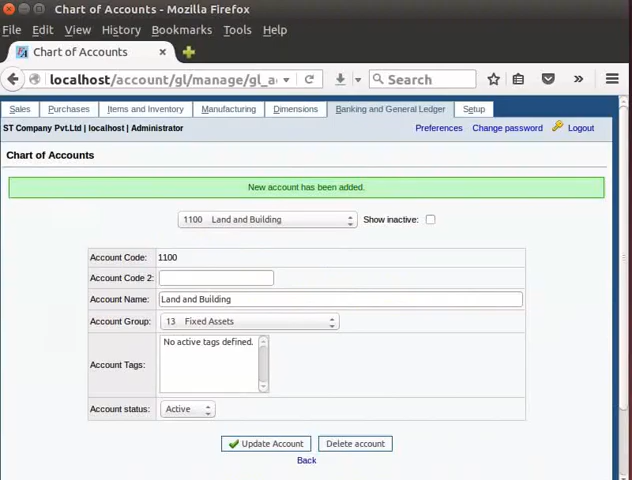 Chart of Accounts - Mozilla Firefox
File Edit View History Bookmarks Tools Help
Chart of Accounts
localhost/account/gl/manage/gl_a
Search
Sales Purchases Items and Inventory Manufacturing Dimensions Banking and General Ledger Setup
ST Company Pvt.Ltd | localhost | Administrator Preferences Change password Logout
Chart of Accounts
New account has been added.
1100 Land and Building Show inactive:
Account Code: 1100
Account Code 2:
Account Name: Land and Building
Account Group: 13 Fixed Assets
No active tags defined.
Account Tags:
Account status: Active
Update Account Delete account
Back